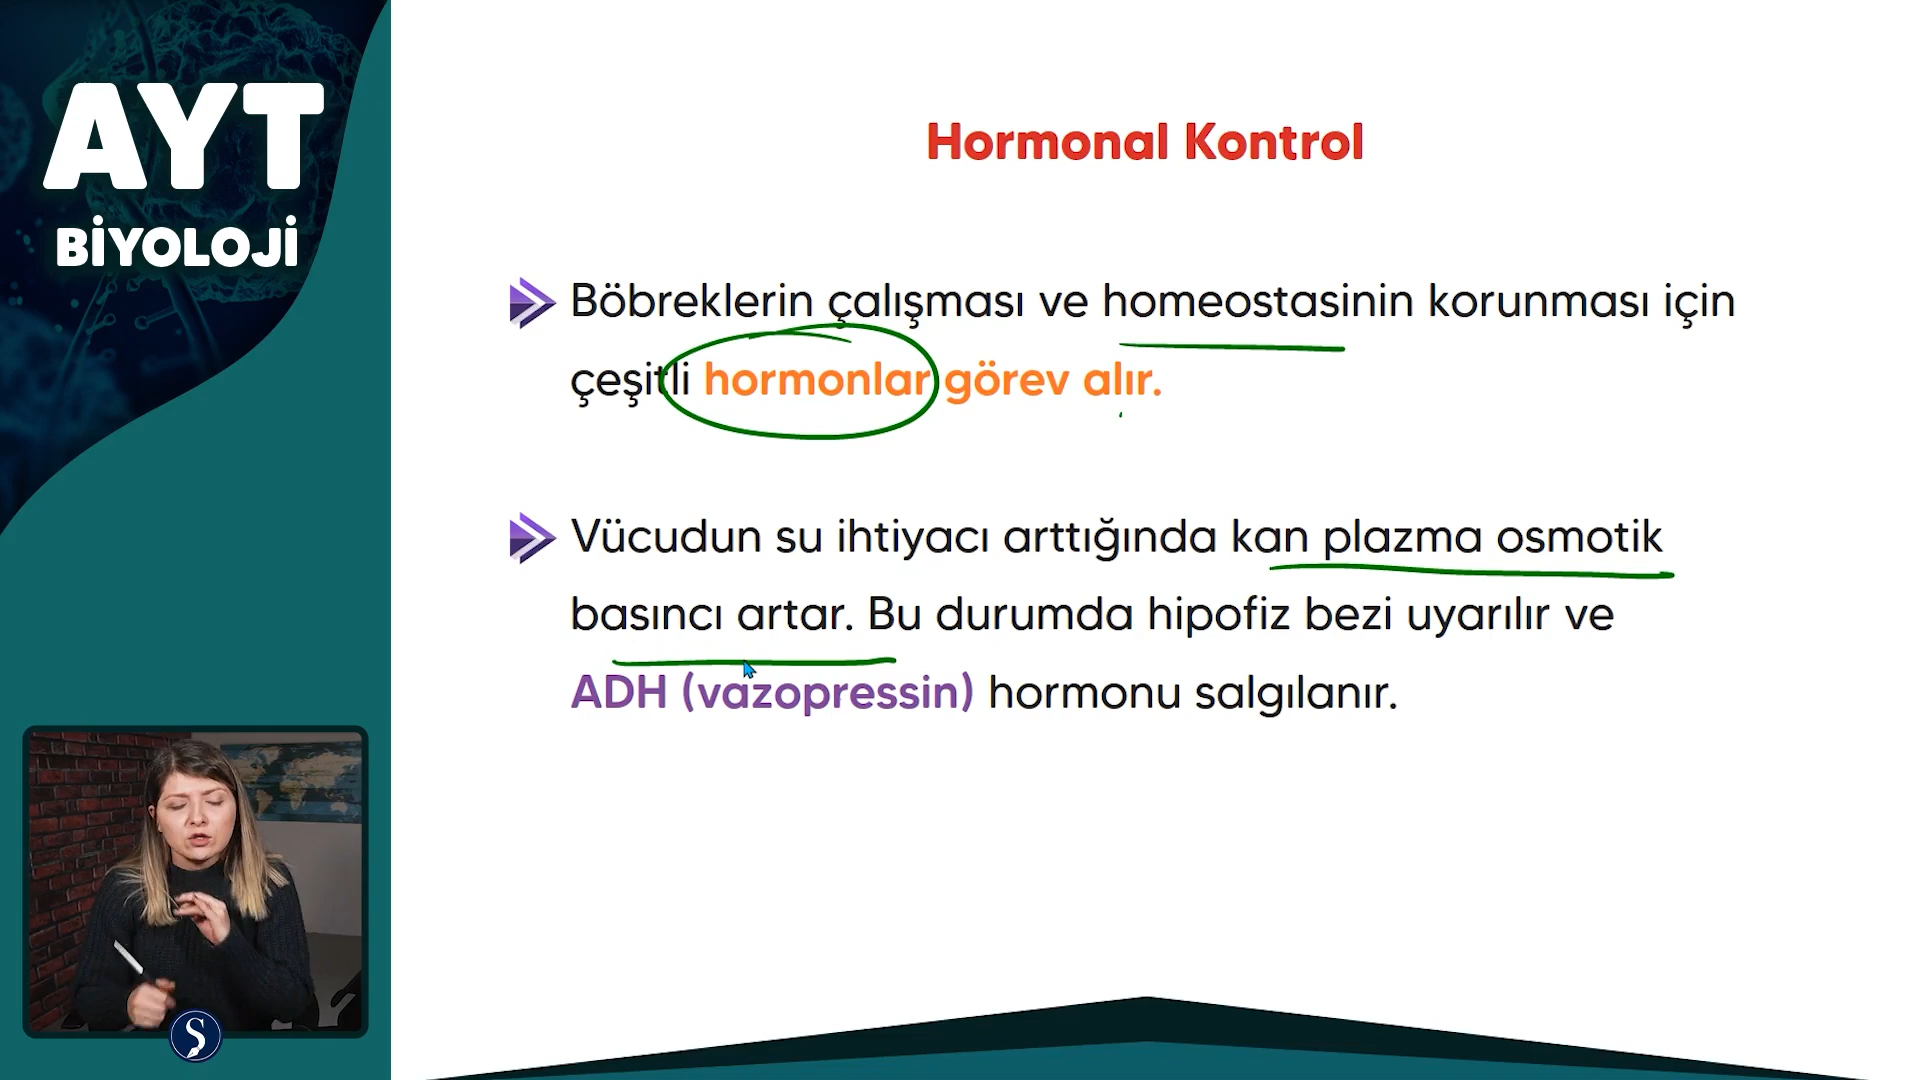 AYT
BİYOLOJİ
Hormonal Kontrol
Böbreklerin çalışması ve homeostasinin korunması için
çeşitli hormonlar görev alır.
Vücudun su ihtiyacı arttığında kan plazma osmotik
basıncı artar. Bu durumda hipofiz bezi uyarılır ve
ADH (vazopressin) hormonu salgılanır.
S